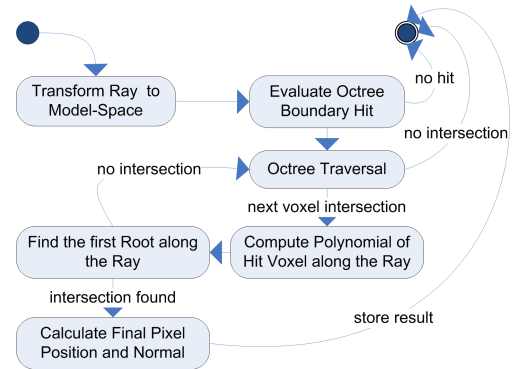 Transform Ray to
Model-Space
Evaluate Octree
Boundary Hit
no hit
no intersection
Octree Traversal
no intersection
next voxel intersection
Find the first Root along
the Ray
Compute Polynomial of
Hit Voxel along the Ray
intersection found
store result
Calculate Final Pixel
Position and Normal